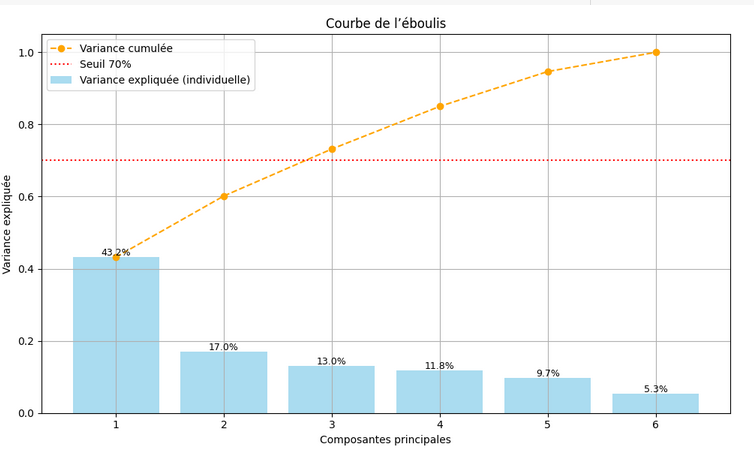 Courbe de l’éboulis
Variance cumulée
Seuil 70%
Variance expliquée (individuelle)
Variance expliquée
1.0
0.8
0.6
0.4
0.2
0.0
43.2%
17.0%
13.0%
11.8%
9.7%
5.3%
1 2 3 4 5 6
Composantes principales